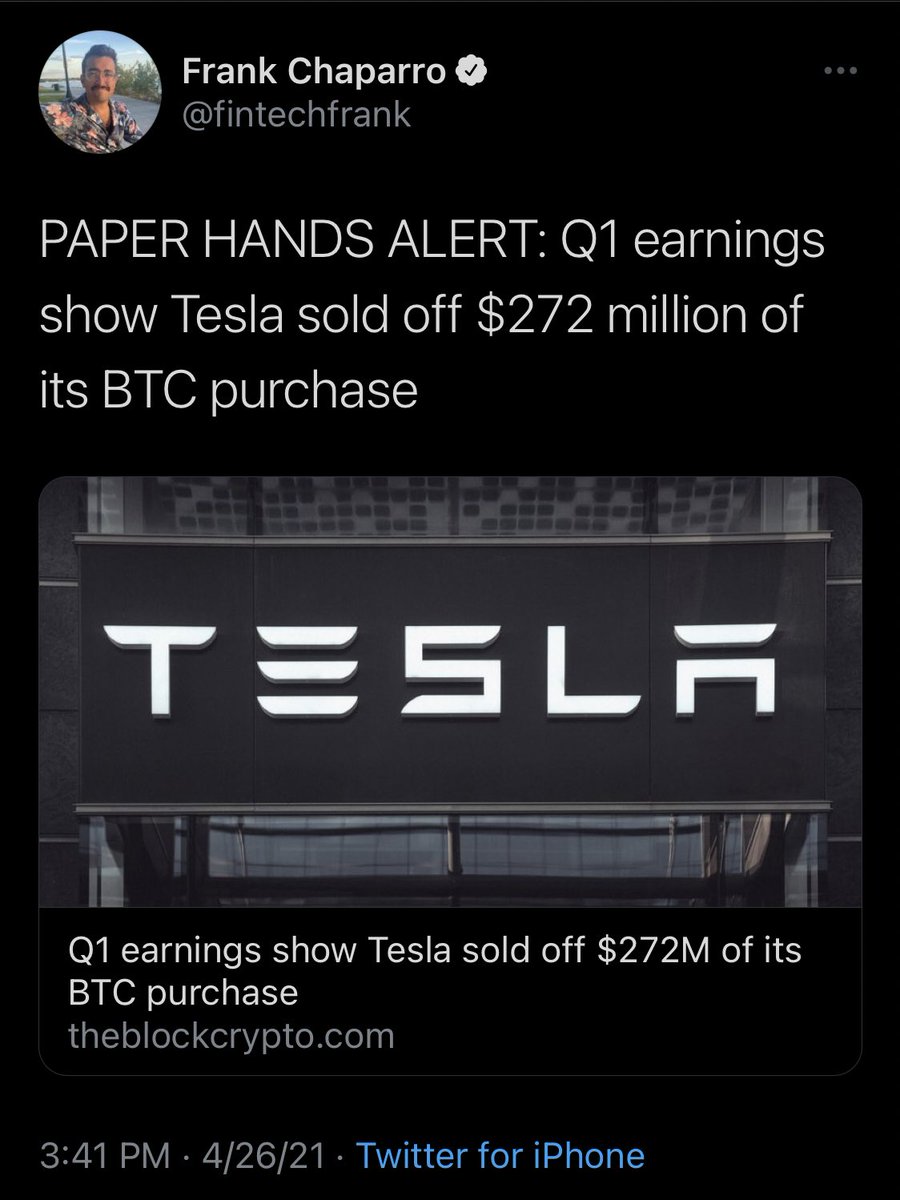 Frank Chaparro
@fintechfrank
PAPER HANDS ALERT: Q1 earnings
show Tesla sold off $272 million of
its BTC purchase
TESLA
Q1 earnings show Tesla sold off $272M of its
BTC purchase
theblockcrypto.com
3:41 PM · 4/26/21 · Twitter for iPhone